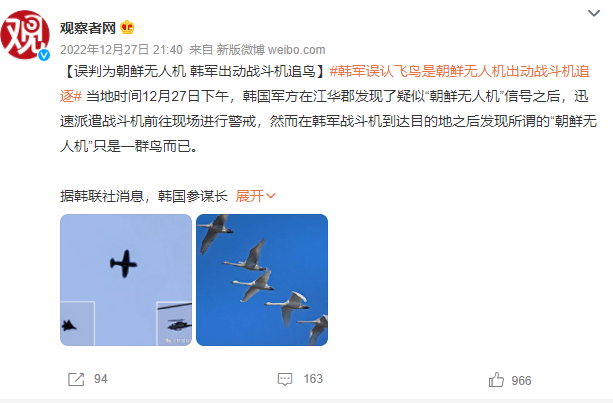 观
观察者网
2022年12月27日 21:40 来自 新版微博 weibo.com
【误判为朝鲜无人机 韩军出动战斗机追鸟】#韩军误认飞鸟是朝鲜无人机出动战斗机追
逐# 当地时间12月27日下午，韩国军方在江华郡发现了疑似“朝鲜无人机”信号之后，迅
速派遣战斗机前往现场进行警戒，然而在韩军战斗机到达目的地之后发现所谓的“朝鲜无
人机”只是一群鸟而已。
据韩联社消息，韩国参谋长 展开
94
163
966